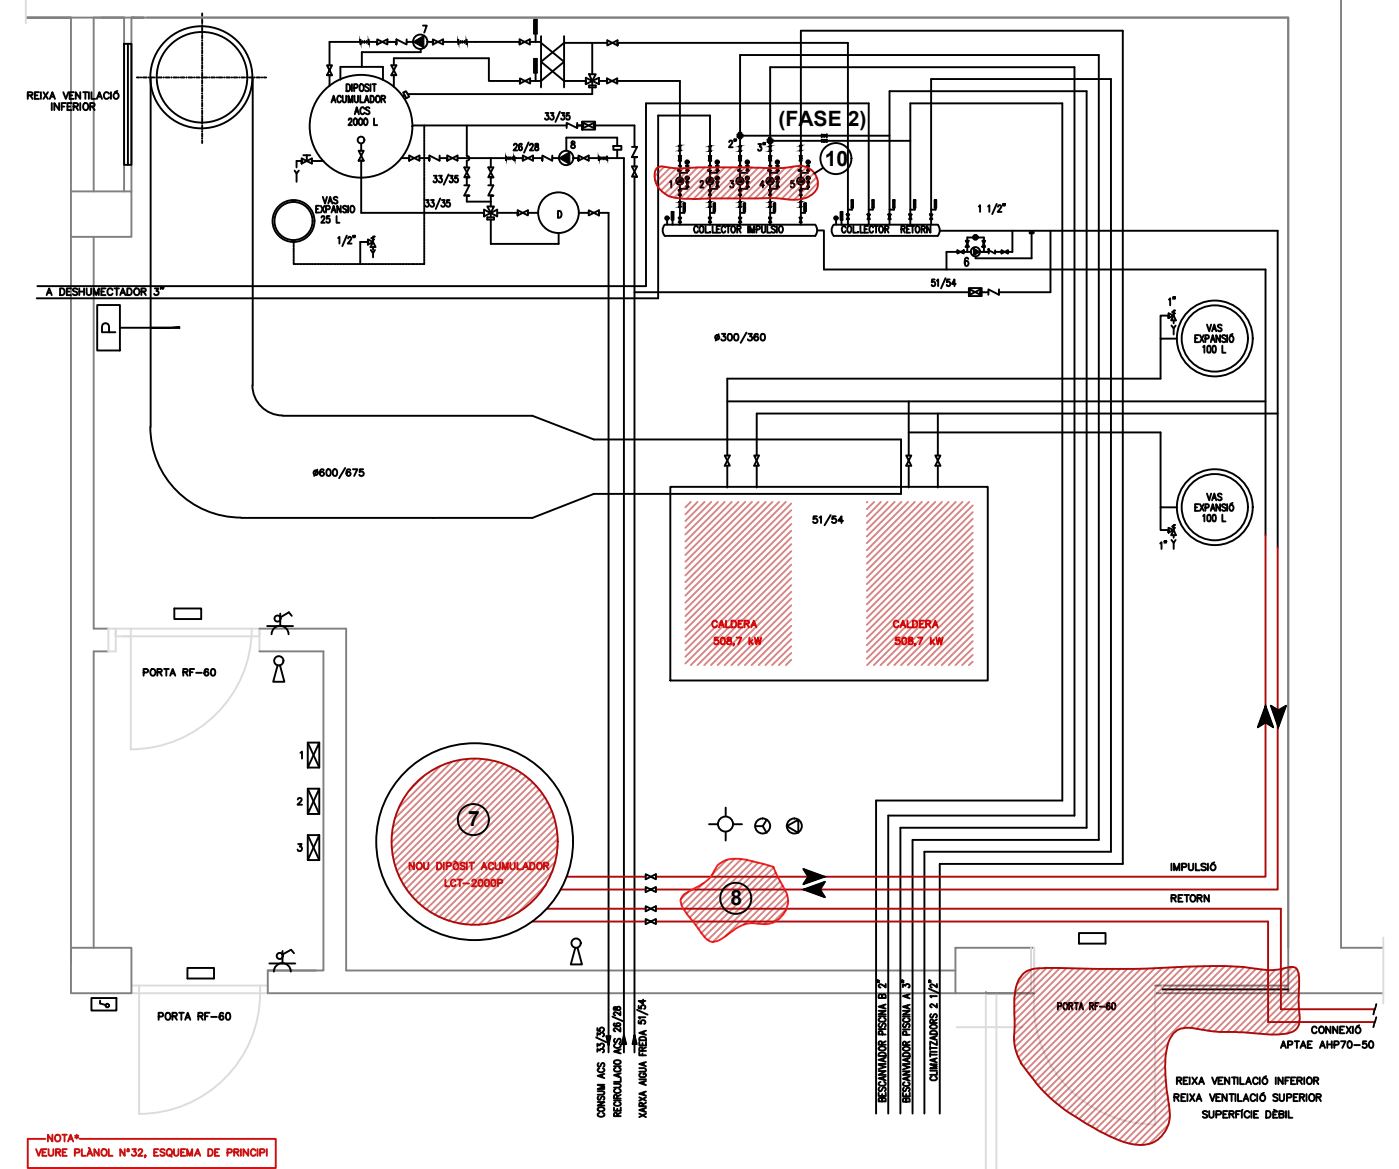 7
REIXA VENTILACIÓ
INFERIOR
DIPOSIT
ACUMULADOR
ACS
2000 L
33/35
26/28
8
33/35
33/35
VAS
EXPANSIO
25 L
1/2"
D
(FASE 2)
2"
3"
10
1
2
3
4
5
COL.LECTOR IMPULSIO
COL.LECTOR RETORN
1 1/2"
6
51/54
A DESHUMECTADOR 3"
P
ø300/360
1"
VAS
EXPANSIÓ
100 L
ø600/675
VAS
EXPANSIÓ
100 L
1"
51/54
CALDERA
508,7 kW
CALDERA
508,7 kW
PORTA RF-60
1
2
3
7
NOU DIPÒSIT ACUMULADOR
LCT-2000P
8
IMPULSIÓ
RETORN
PORTA RF-60
PORTA RF-60
CONSUM ACS 33/35
RECIRCULACIO ACS 26/28
XARXA AIGUA FREDA 51/54
BESCANVIADOR PISCINA B 2"
BESCANVIADOR PISCINA A 3"
CLIMATITZADORS 2 1/2"
CONNEXIÓ
APTAE AHP70-50
REIXA VENTILACIÓ INFERIOR
REIXA VENTILACIÓ SUPERIOR
SUPERFÍCIE DÈBIL
NOTA*
VEURE PLÀNOL Nº32, ESQUEMA DE PRINCIPI